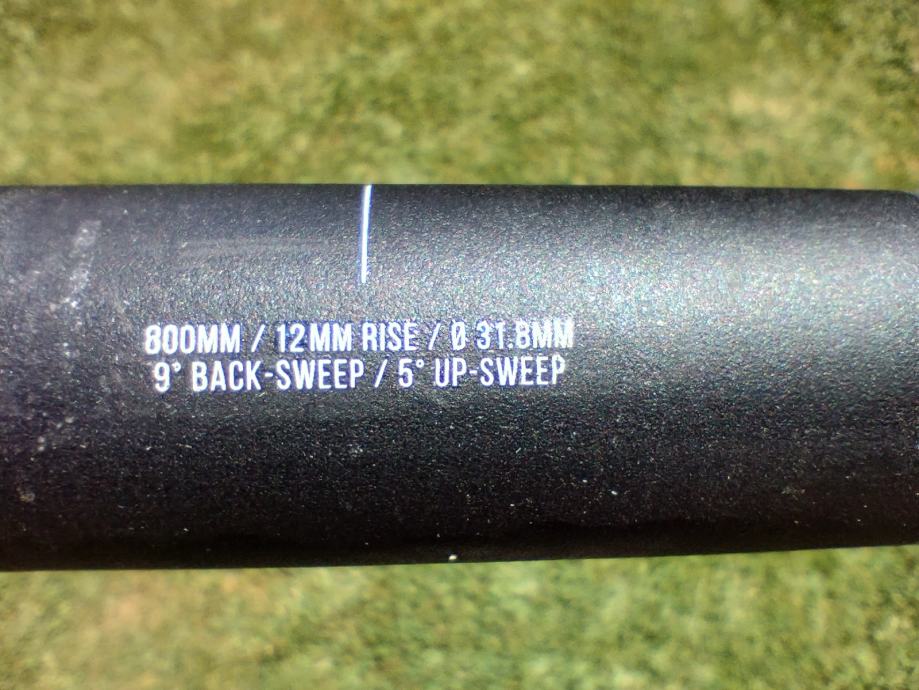 800MM / 12MM RISE / Ø 31.8MM
9° BACK-SWEEP / 5° UP-SWEEP